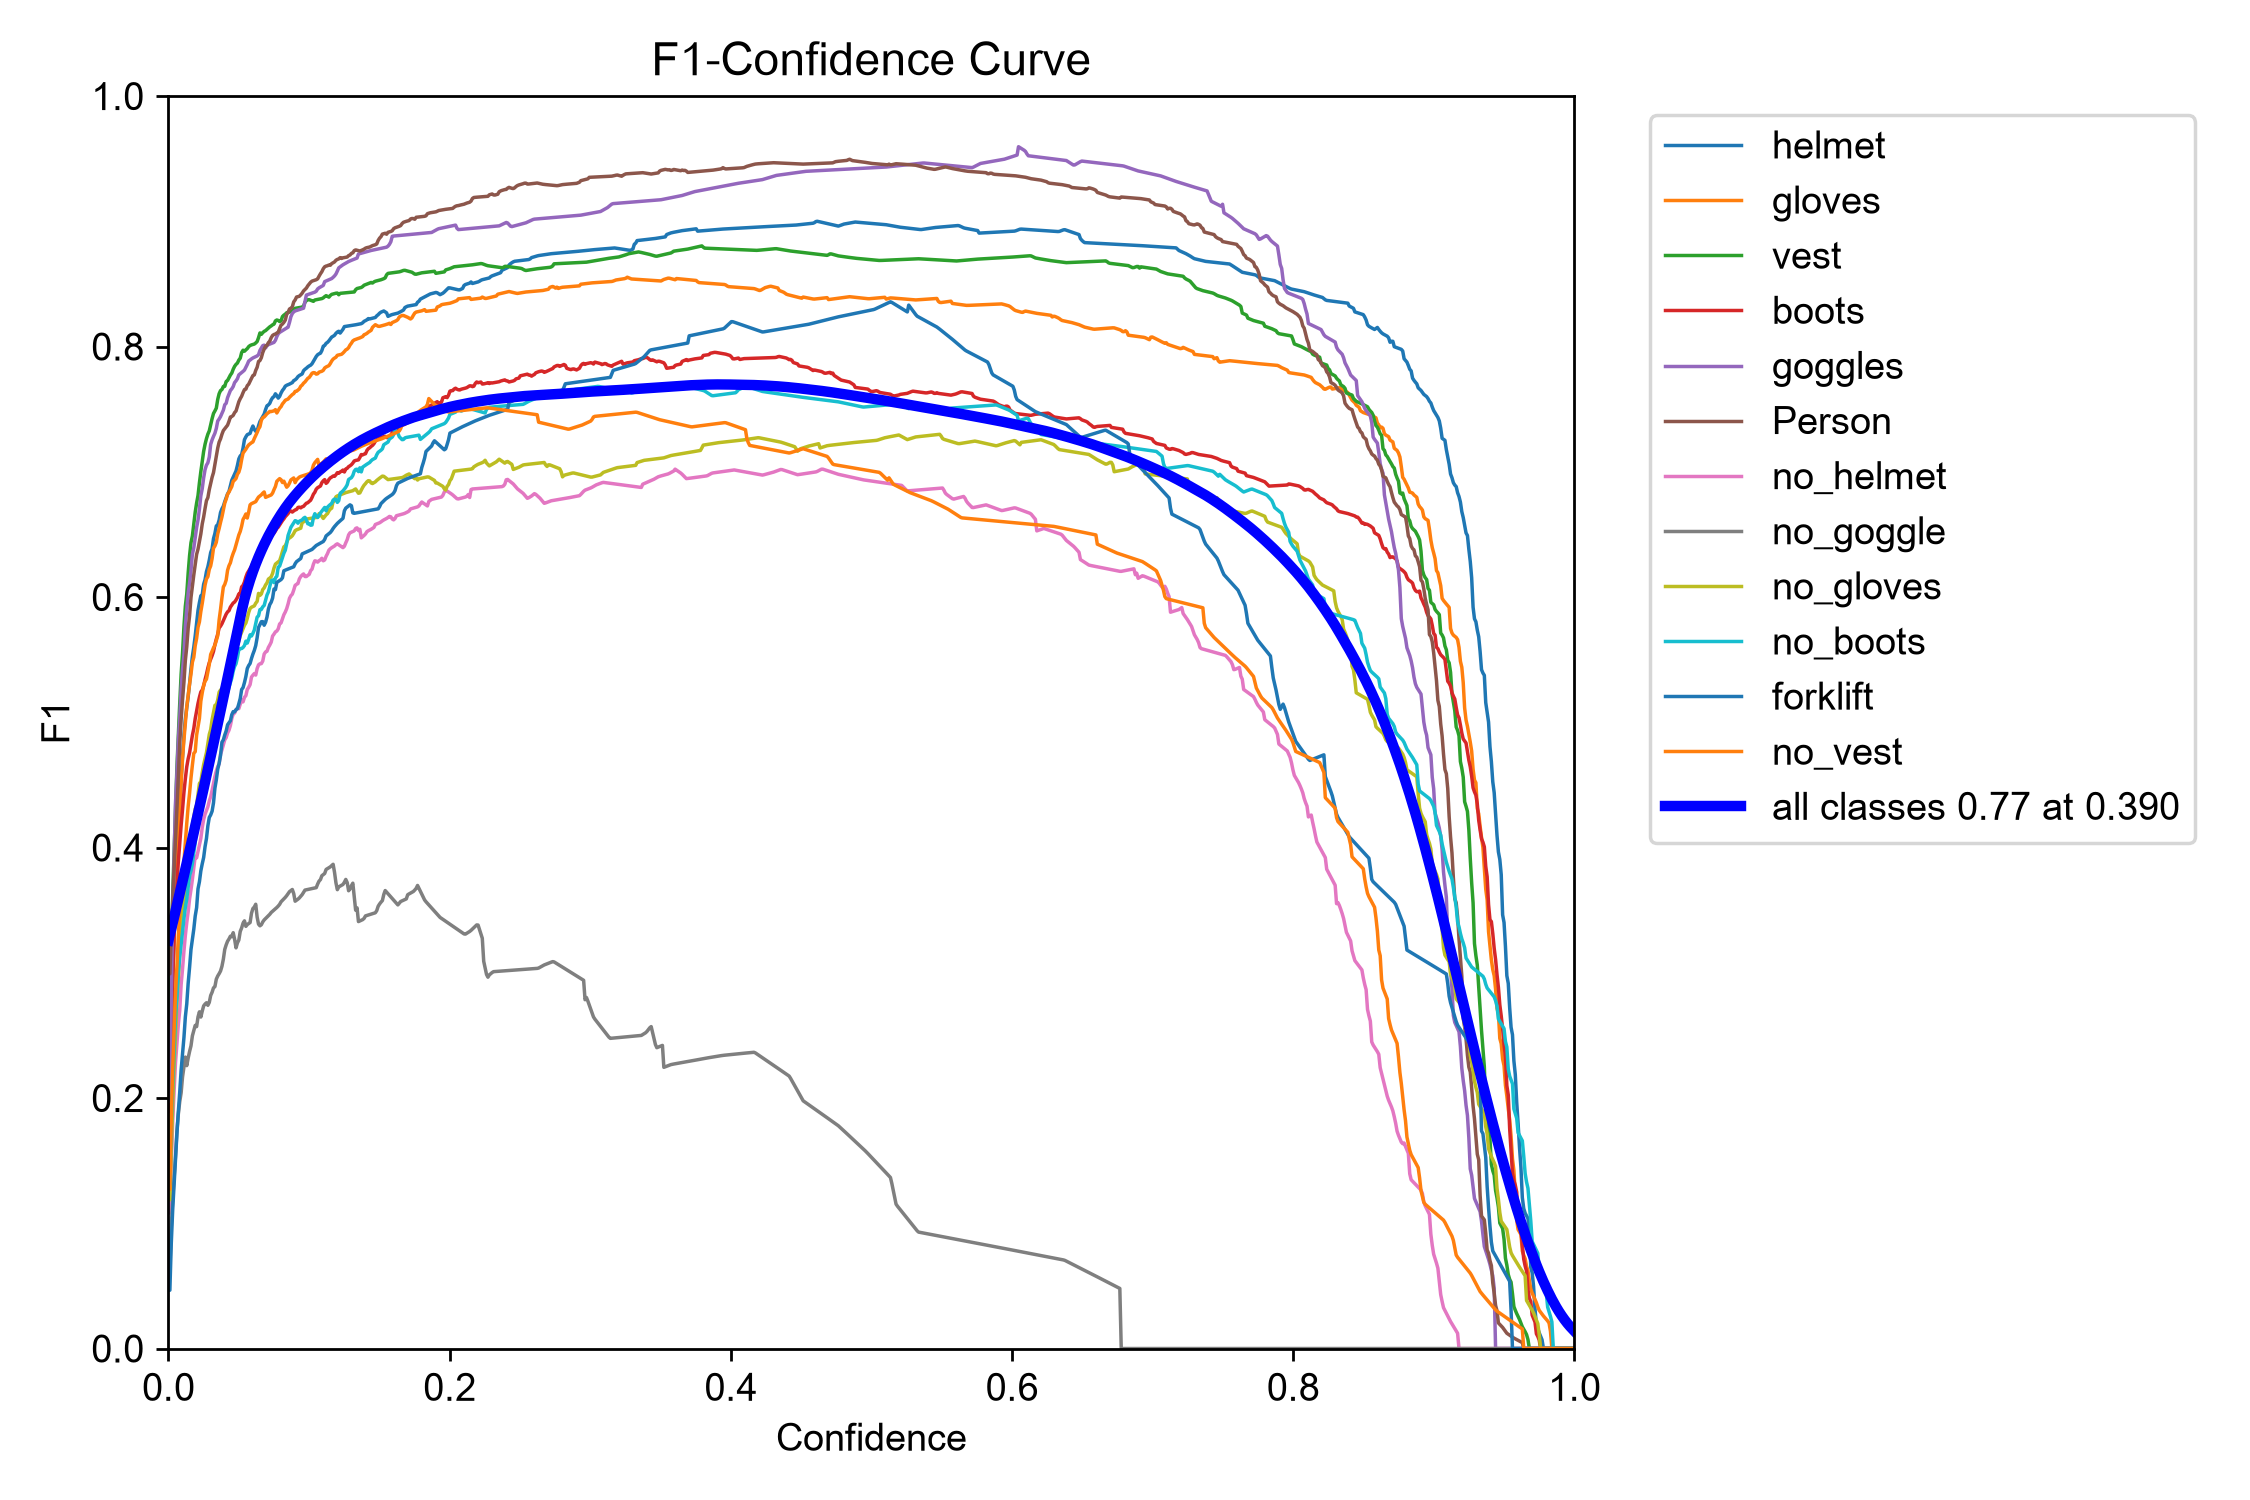 F1-Confidence Curve
1.0
0.8
0.6
0.4
0.2
0.0
F1
0.0 0.2 0.4 0.6 0.8 1.0
Confidence
helmet
gloves
vest
boots
goggles
Person
no_helmet
no_goggle
no_gloves
no_boots
forklift
no_vest
all classes 0.77 at 0.390